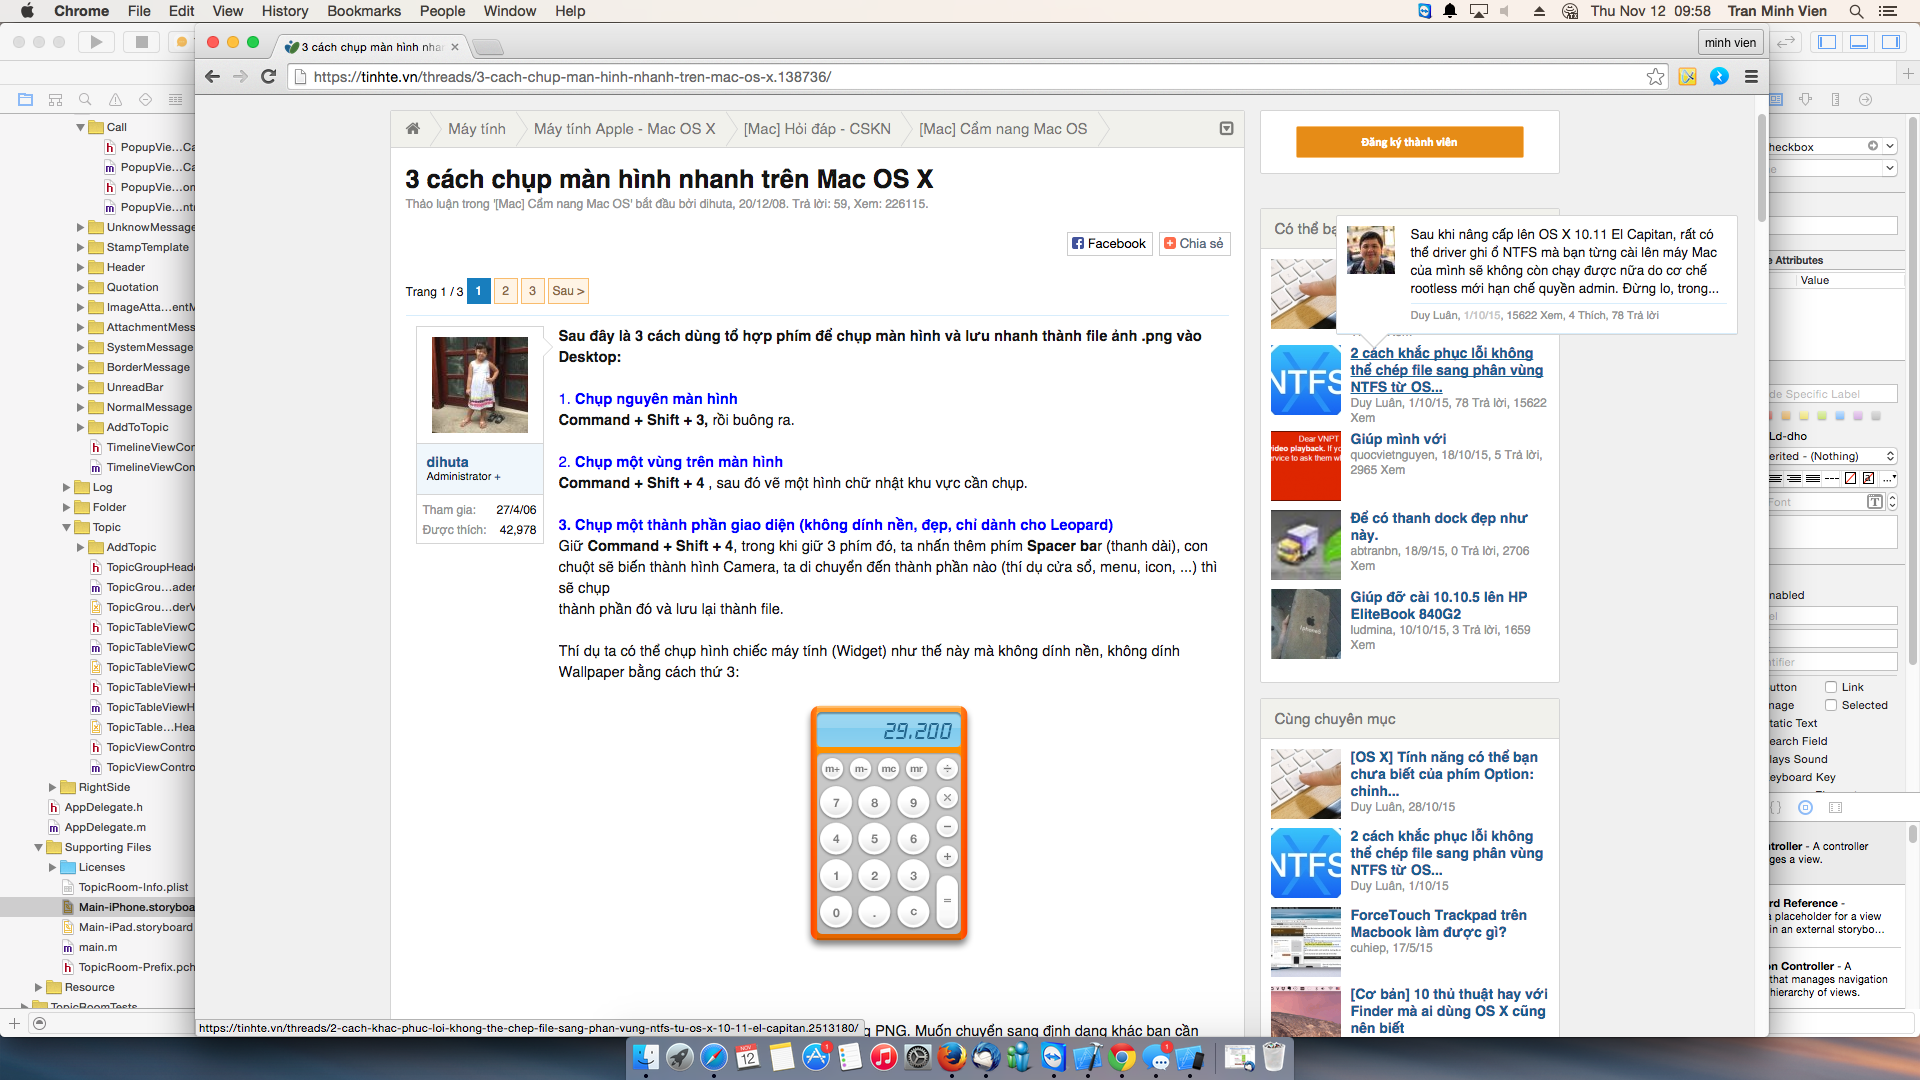 Chrome File Edit View History Bookmarks People Window Help
Thu Nov 12 09:58 Tran Minh Vien
3 cách chụp màn hình nha
minh vien
https://tinhte.vn/threads/3-cach-chup-man-hinh-nhanh-tren-mac-os-x.138736/
Call
PopupVie...Ca
PopupVie...Ca
PopupVie...on
PopupVie...nt
UnknowMessage
StampTemplate
Header
Quotation
ImageAtta...entM
AttachmentMess
SystemMessage
BorderMessage
UnreadBar
NormalMessage
AddToTopic
TimelineViewCon
TimelineViewCon
Log
Folder
Topic
AddTopic
TopicGroupHeade
TopicGrou...ader
TopicGrou...derV
TopicTableViewC
TopicTableViewC
TopicTableViewC
TopicTableViewH
TopicTableViewH
TopicTable...Hea
TopicViewContro
TopicViewContro
RightSide
AppDelegate.h
AppDelegate.m
Supporting Files
Licenses
TopicRoom-Info.plist
Main-iPhone.storyboa
Main-iPad.storyboard
main.m
TopicRoom-Prefix.pch
Resource
TopicRoomTests
Máy tính
Máy tính Apple - Mac OS X
[Mac] Hỏi đáp - CSKN
[Mac] Cẩm nang Mac OS
3 cách chụp màn hình nhanh trên Mac OS X
Thảo luận trong '[Mac] Cẩm nang Mac OS' bắt đầu bởi dihuta, 20/12/08. Trả lời: 59, Xem: 226115.
Facebook
Chia sẻ
Trang 1 / 3 1 2 3 Sau >
dihuta
Administrator +
Tham gia: 27/4/06
Được thích: 42,978
Sau đây là 3 cách dùng tổ hợp phím để chụp màn hình và lưu nhanh thành file ảnh .png vào
Desktop:
1. Chụp nguyên màn hình
Command + Shift + 3, rồi buông ra.
2. Chụp một vùng trên màn hình
Command + Shift + 4 , sau đó vẽ một hình chữ nhật khu vực cần chụp.
3. Chụp một thành phần giao diện (không dính nền, đẹp, chỉ dành cho Leopard)
Giữ Command + Shift + 4, trong khi giữ 3 phím đó, ta nhấn thêm phím Spacer bar (thanh dài), con
chuột sẽ biến thành hình Camera, ta di chuyển đến thành phần nào (thí dụ cửa sổ, menu, icon, ...) thì
sẽ chụp
thành phần đó và lưu lại thành file.
Thí dụ ta có thể chụp hình chiếc máy tính (Widget) như thế này mà không dính nền, không dính
Wallpaper bằng cách thứ 3:
29.200
m+ m- mc mr ÷
7 8 9 ×
4 5 6 −
1 2 3 +
0 . c =
g PNG. Muốn chuyển sang định dạng khác bạn cần
https://tinhte.vn/threads/2-cach-khac-phuc-loi-khong-the-chep-file-sang-phan-vung-ntfs-tu-os-x-10-11-el-capitan.2513180/
Đăng ký thành viên
Có thể bạ
Sau khi nâng cấp lên OS X 10.11 El Capitan, rất có
thể driver ghi ổ NTFS mà bạn từng cài lên máy Mac
của mình sẽ không còn chạy được nữa do cơ chế
rootless mới hạn chế quyền admin. Đừng lo, trong...
Duy Luân, 1/10/15, 15622 Xem, 4 Thích, 78 Trả lời
NTFS
2 cách khắc phục lỗi không
thể chép file sang phân vùng
NTFS từ OS...
Duy Luân, 1/10/15, 78 Trả lời, 15622
Xem
Dear VNPT
video playback. If yo
rvice to ask them wh
Giúp mình với
quocvietnguyen, 18/10/15, 5 Trả lời,
2965 Xem
Để có thanh dock đẹp như
này.
abtranbn, 18/9/15, 0 Trả lời, 2706
Xem
Giúp đỡ cài 10.10.5 lên HP
EliteBook 840G2
ludmina, 10/10/15, 3 Trả lời, 1659
Xem
Cùng chuyên mục
[OS X] Tính năng có thể bạn
chưa biết của phím Option:
chỉnh...
Duy Luân, 28/10/15
NTFS
2 cách khắc phục lỗi không
thể chép file sang phân vùng
NTFS từ OS...
Duy Luân, 1/10/15
ForceTouch Trackpad trên
Macbook làm được gì?
cuhiep, 17/5/15
[Cơ bản] 10 thủ thuật hay với
Finder mà ai dùng OS X cũng
nên biết
heckbox
e Attributes
Value
de Specific Label
Ld-dho
erited - (Nothing)
Font
nabled
el
ntifier
utton Link
mage Selected
tatic Text
earch Field
lays Sound
eyboard Key
ntroller - A controller
ges a view.
rd Reference -
a placeholder for a view
in an external storybo...
on Controller - A
that manages navigation
hierarchy of views.
NOV
12
1
1